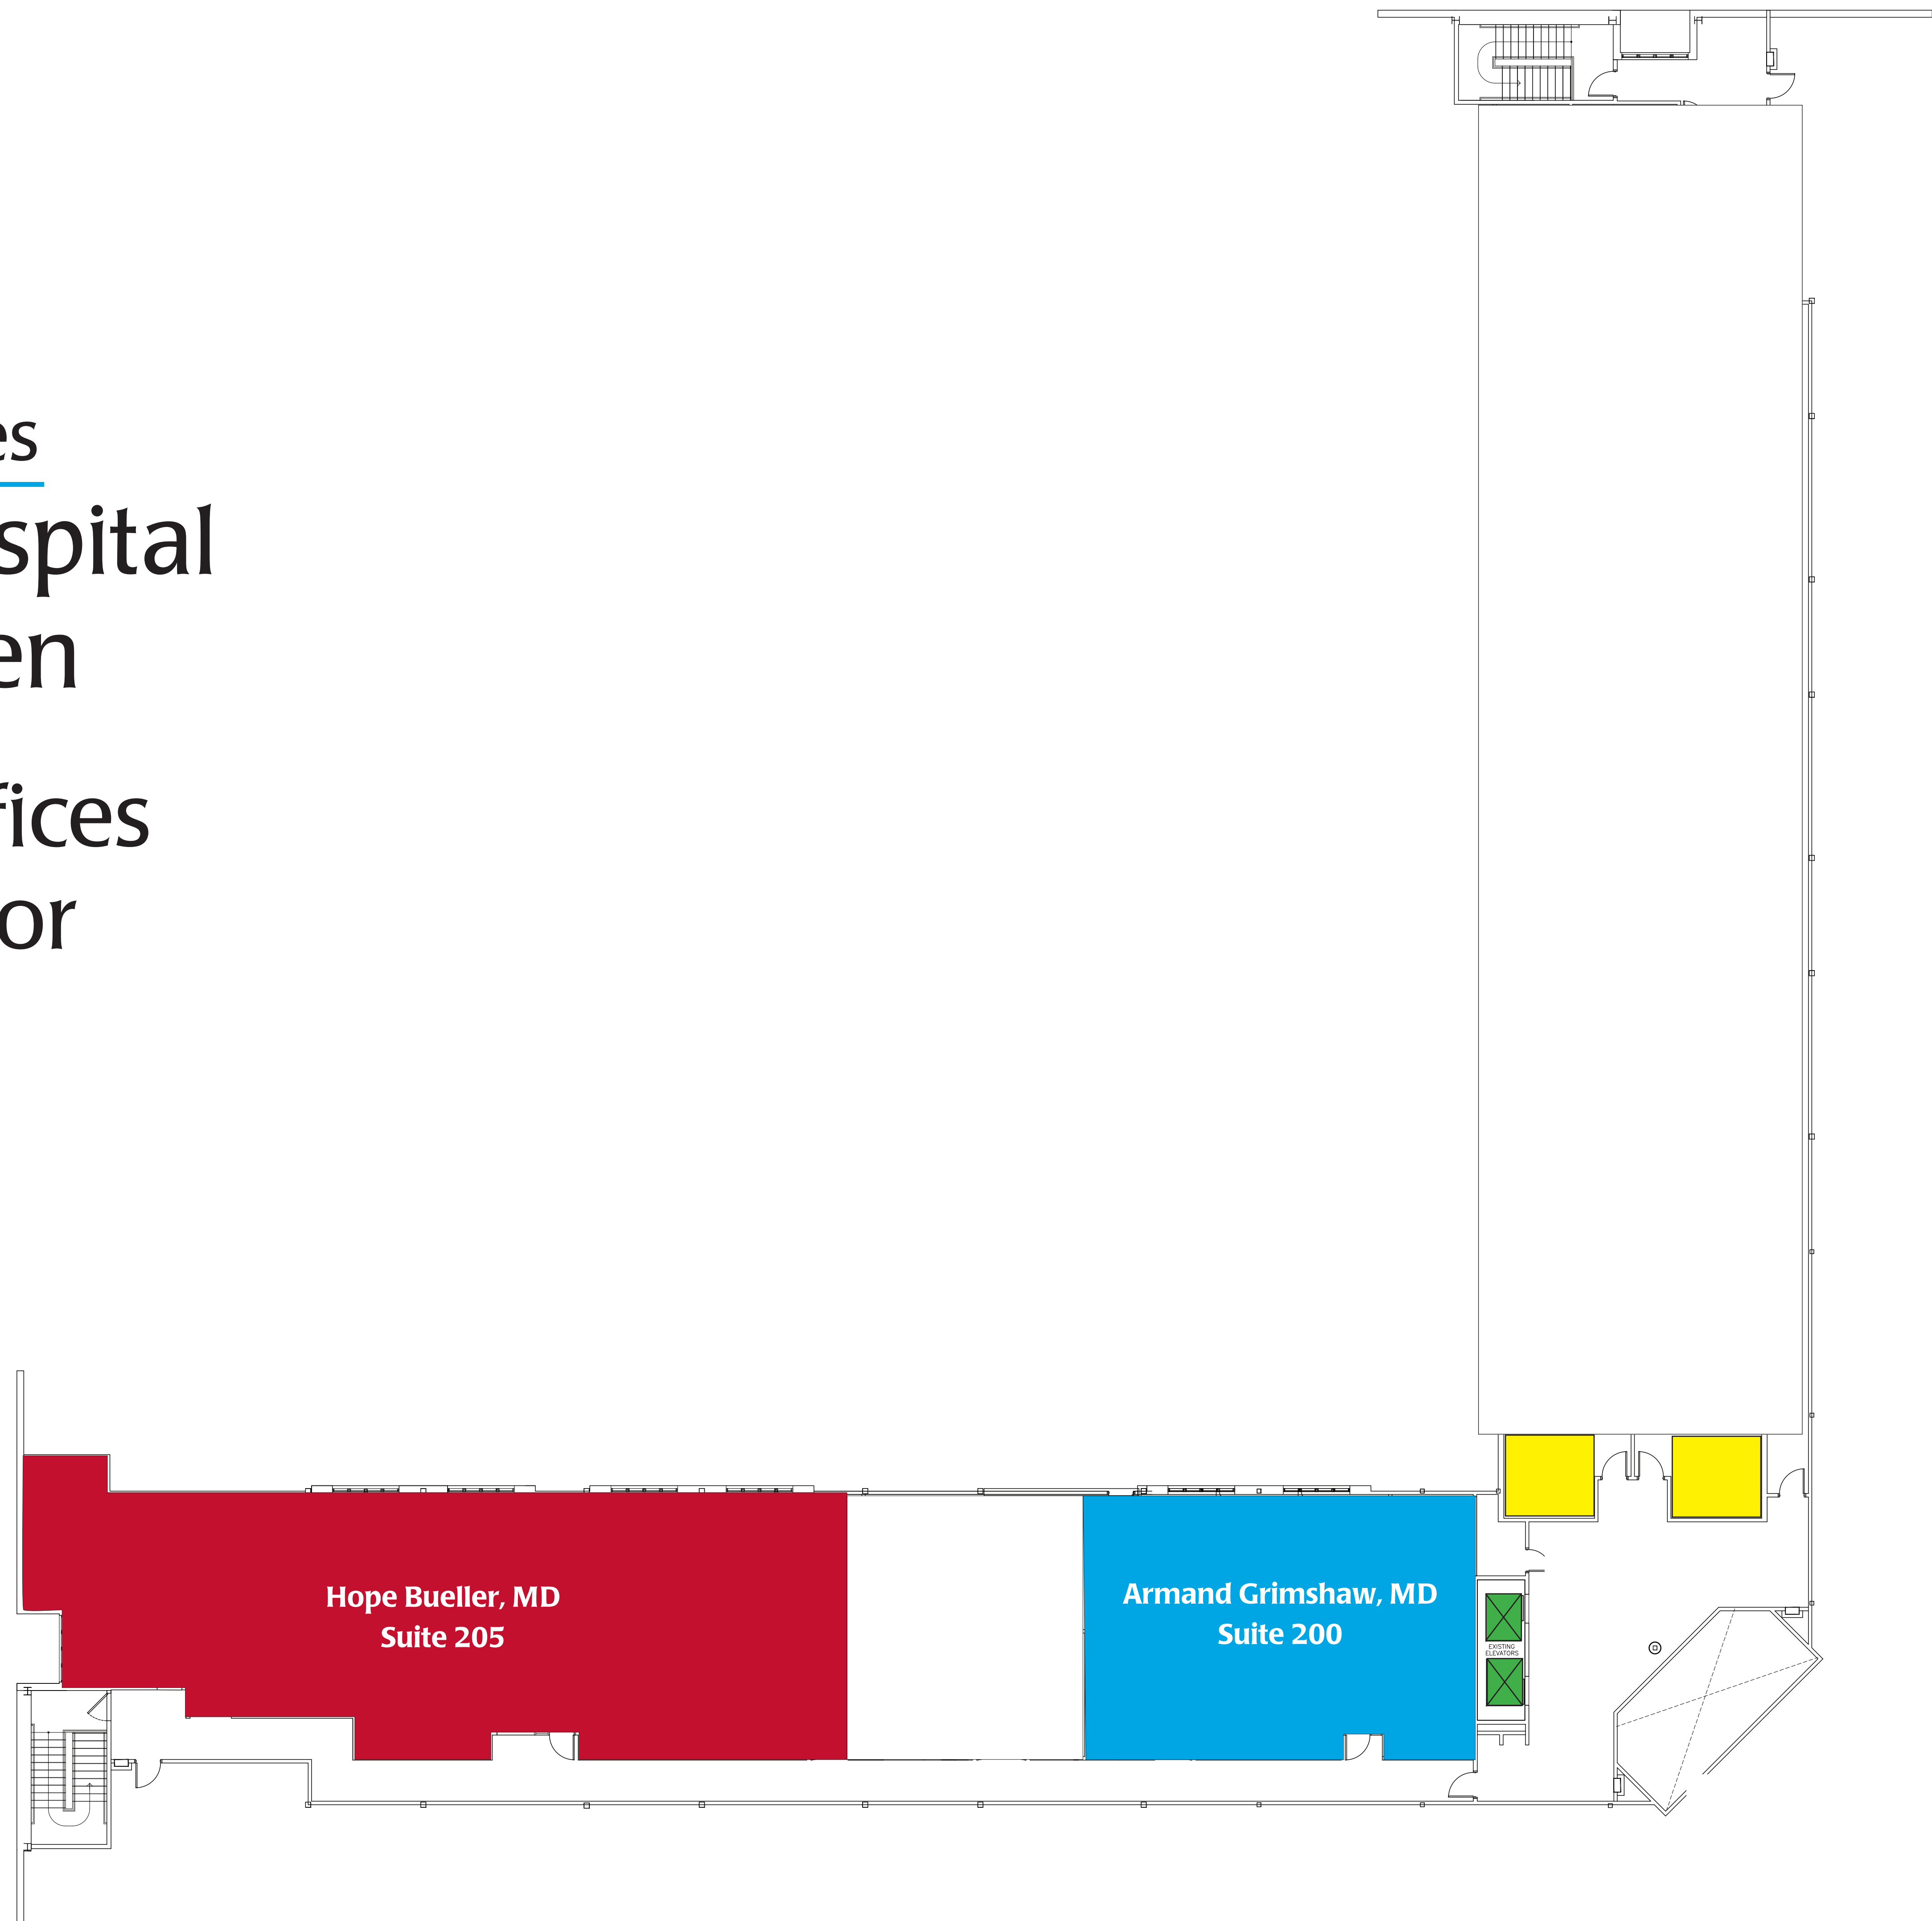 es
spital
en
fices
or
Hope Bueller, MD
Suite 205
Armand Grimshaw, MD
Suite 200
EXISTING
ELEVATORS